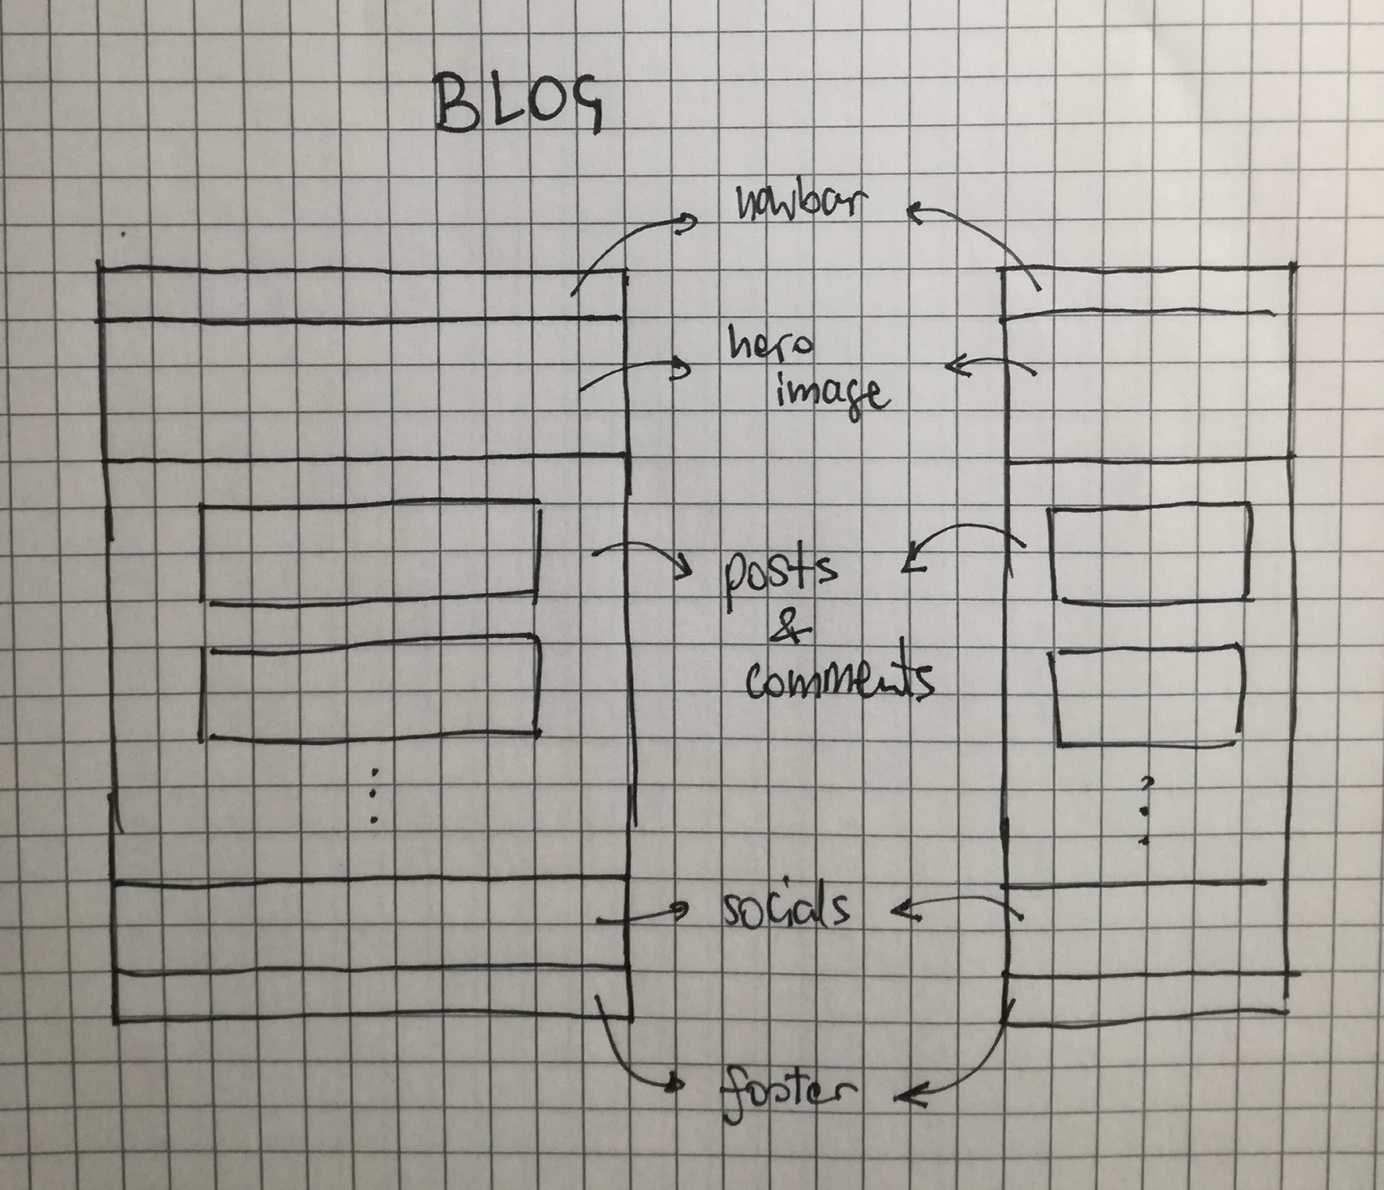 BLOG
navbar
hero
image
posts
&
comments
socials
footer